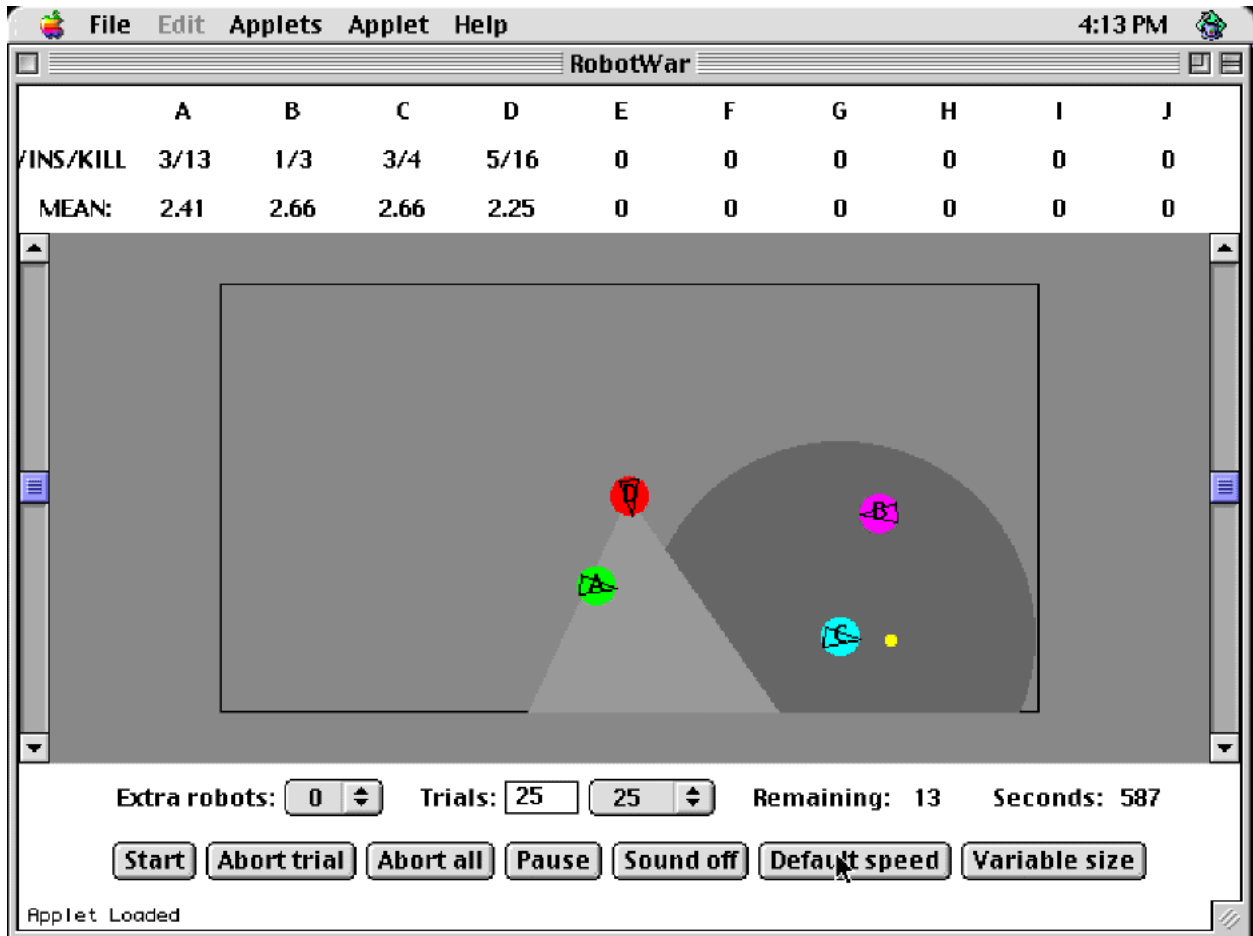 File Edit Applets Applet Help 4:13 PM
RobotWar
A B C D E F G H I J
/INS/KILL 3/13 1/3 3/4 5/16 0 0 0 0 0 0
MEAN: 2.41 2.66 2.66 2.25 0 0 0 0 0 0
D
B
A
C
Extra robots: 0 Trials: 25 25 Remaining: 13 Seconds: 587
Start Abort trial Abort all Pause Sound off Default speed Variable size
Applet Loaded